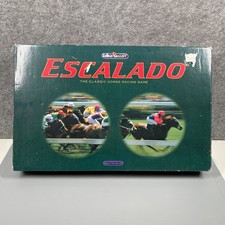 ESCALADO
THE CLASSIC HORSE RACING GAME